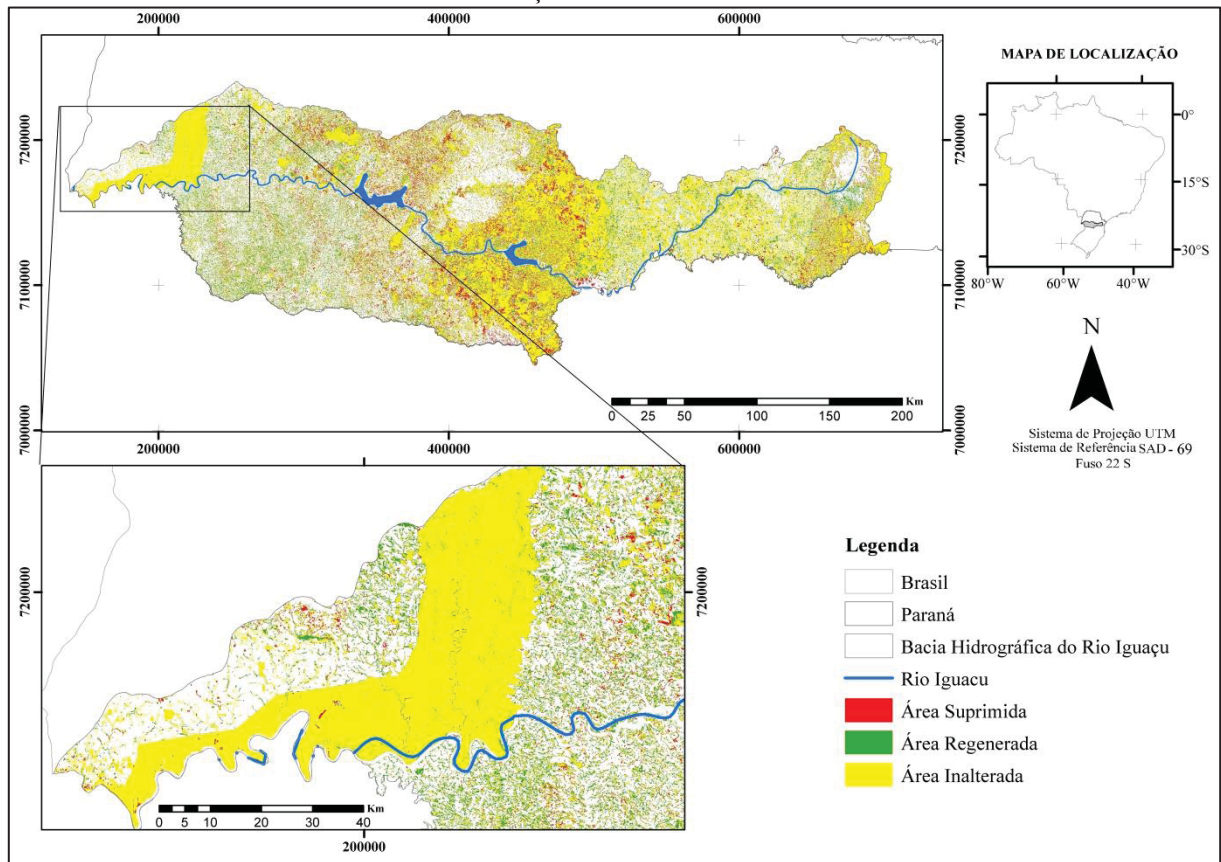 200000 400000 600000
7200000
7100000
7000000
7200000
7100000
7000000
Km
0 25 50 100 150 200
200000 400000 600000
MAPA DE LOCALIZAÇÃO
0°
15°S
30°S
80°W 60°W 40°W
N
Sistema de Projeção UTM
Sistema de Referência SAD - 69
Fuso 22 S
7200000
7200000
Km
0 5 10 20 30 40
200000
Legenda
Brasil
Paraná
Bacia Hidrográfica do Rio Iguaçu
Rio Iguacu
Área Suprimida
Área Regenerada
Área Inalterada